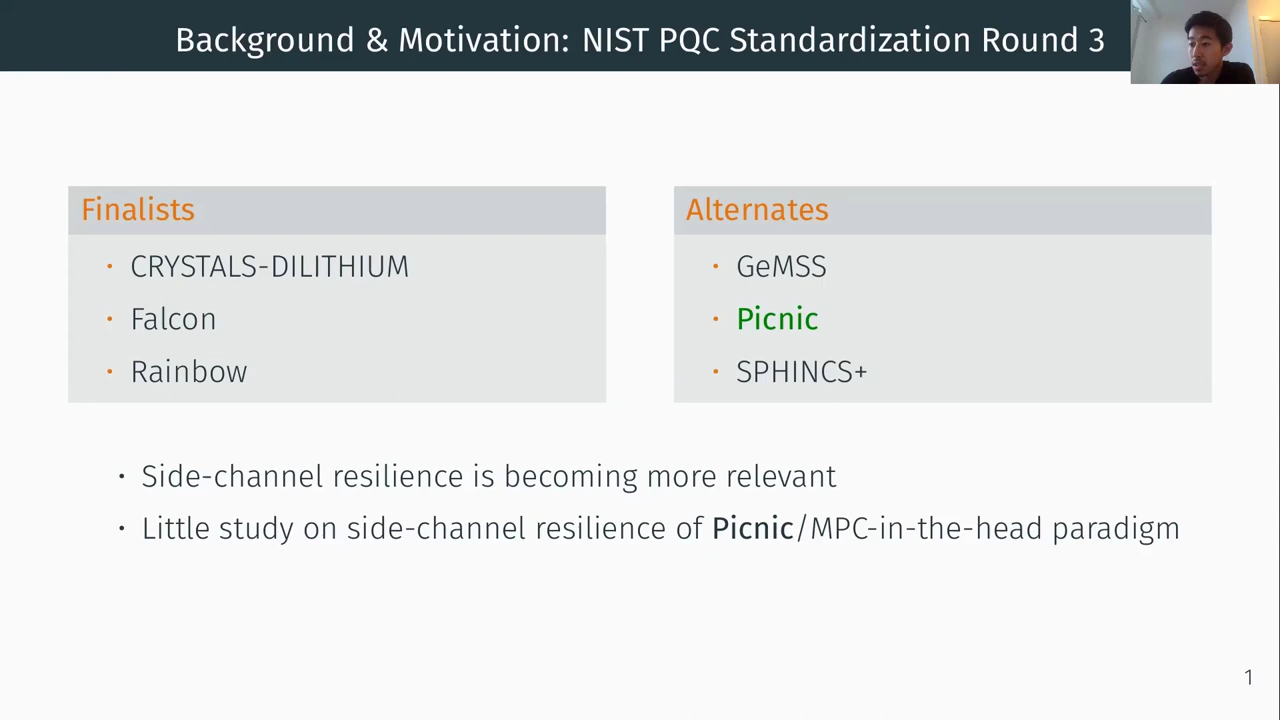 Background & Motivation: NIST PQC Standardization Round 3
Finalists
• CRYSTALS-DILITHIUM
• Falcon
• Rainbow
Alternates
• GeMSS
• Picnic
• SPHINCS+
• Side-channel resilience is becoming more relevant
• Little study on side-channel resilience of Picnic/MPC-in-the-head paradigm
1